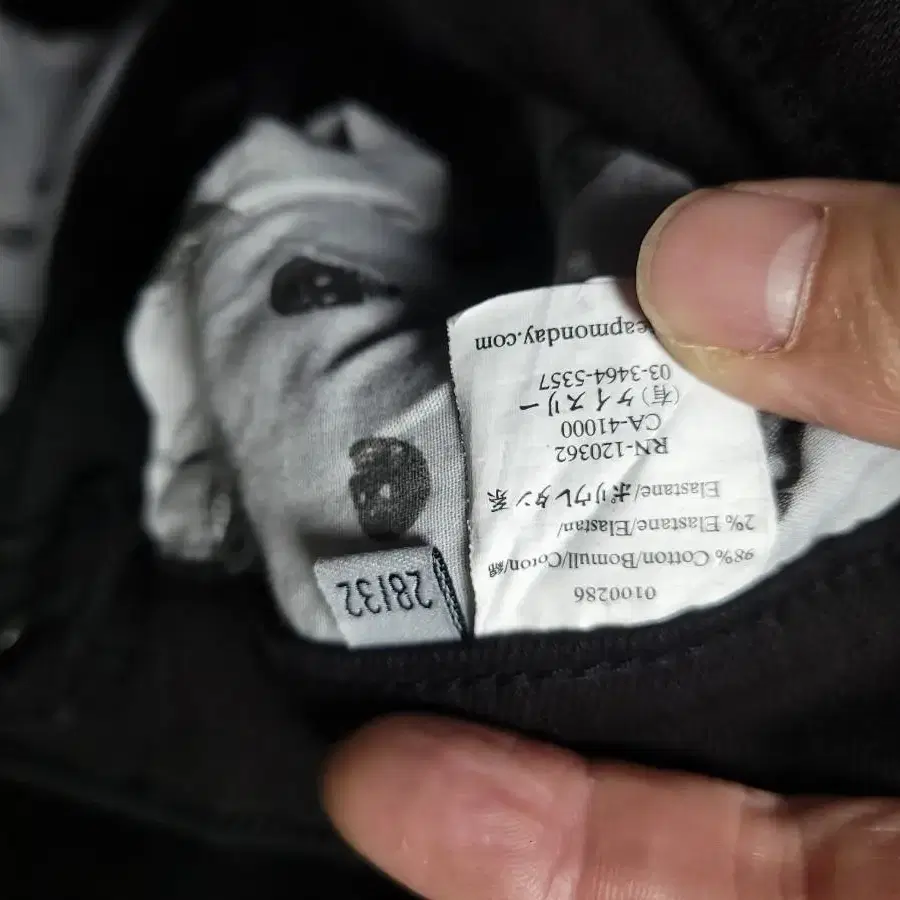 0100286
98% Cotton/Bomull/Coton/綿
2% Elastane/Elastan/
Elastane/ポリウレタン系
RN-120362
CA-41000
(有)ケイスリー
03-3464-5357
eapmonday.com
28/32